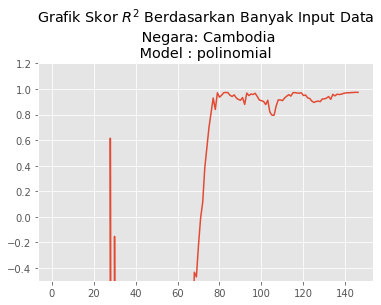 Grafik Skor R² Berdasarkan Banyak Input Data
Negara: Cambodia
Model : polinomial
1.2
1.0
0.8
0.6
0.4
0.2
0.0
−0.2
−0.4
0 20 40 60 80 100 120 140